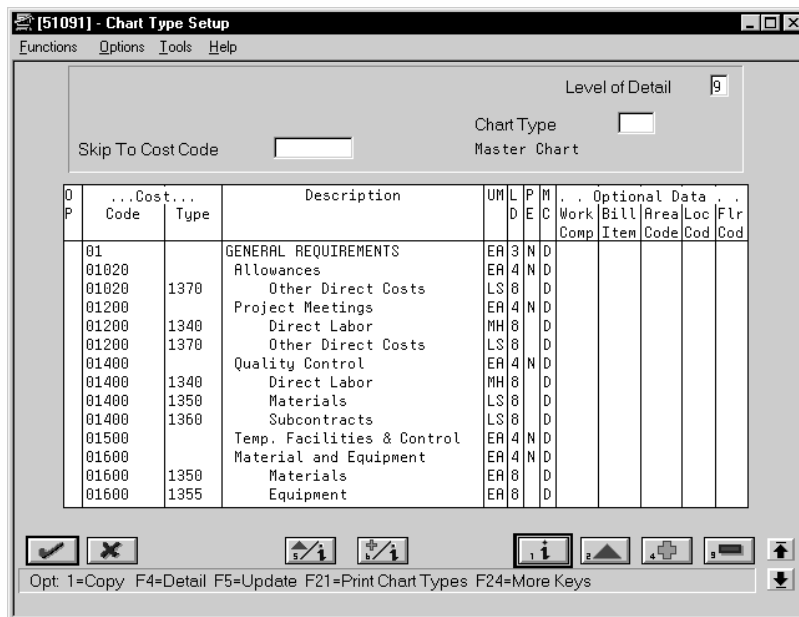 [51091] - Chart Type Setup
Functions Options Tools Help
Level of Detail 9
Chart Type
Skip To Cost Code Master Chart
O ...Cost... Description UM L P M . . Optional Data . .
P Code Type D E C Work Bill Area Loc Flr
Comp Item Code Cod Cod
01 GENERAL REQUIREMENTS EA 3 N D
01020 Allowances EA 4 N D
01020 1370 Other Direct Costs LS 8 D
01200 Project Meetings EA 4 N D
01200 1340 Direct Labor MH 8 D
01200 1370 Other Direct Costs LS 8 D
01400 Quality Control EA 4 N D
01400 1340 Direct Labor MH 8 D
01400 1350 Materials LS 8 D
01400 1360 Subcontracts LS 8 D
01500 Temp. Facilities & Control EA 4 N D
01600 Material and Equipment EA 4 N D
01600 1350 Materials EA 8 D
01600 1355 Equipment EA 8 D
5 /i 6 /i 1 i 2 4 9
Opt: 1=Copy F4=Detail F5=Update F21=Print Chart Types F24=More Keys